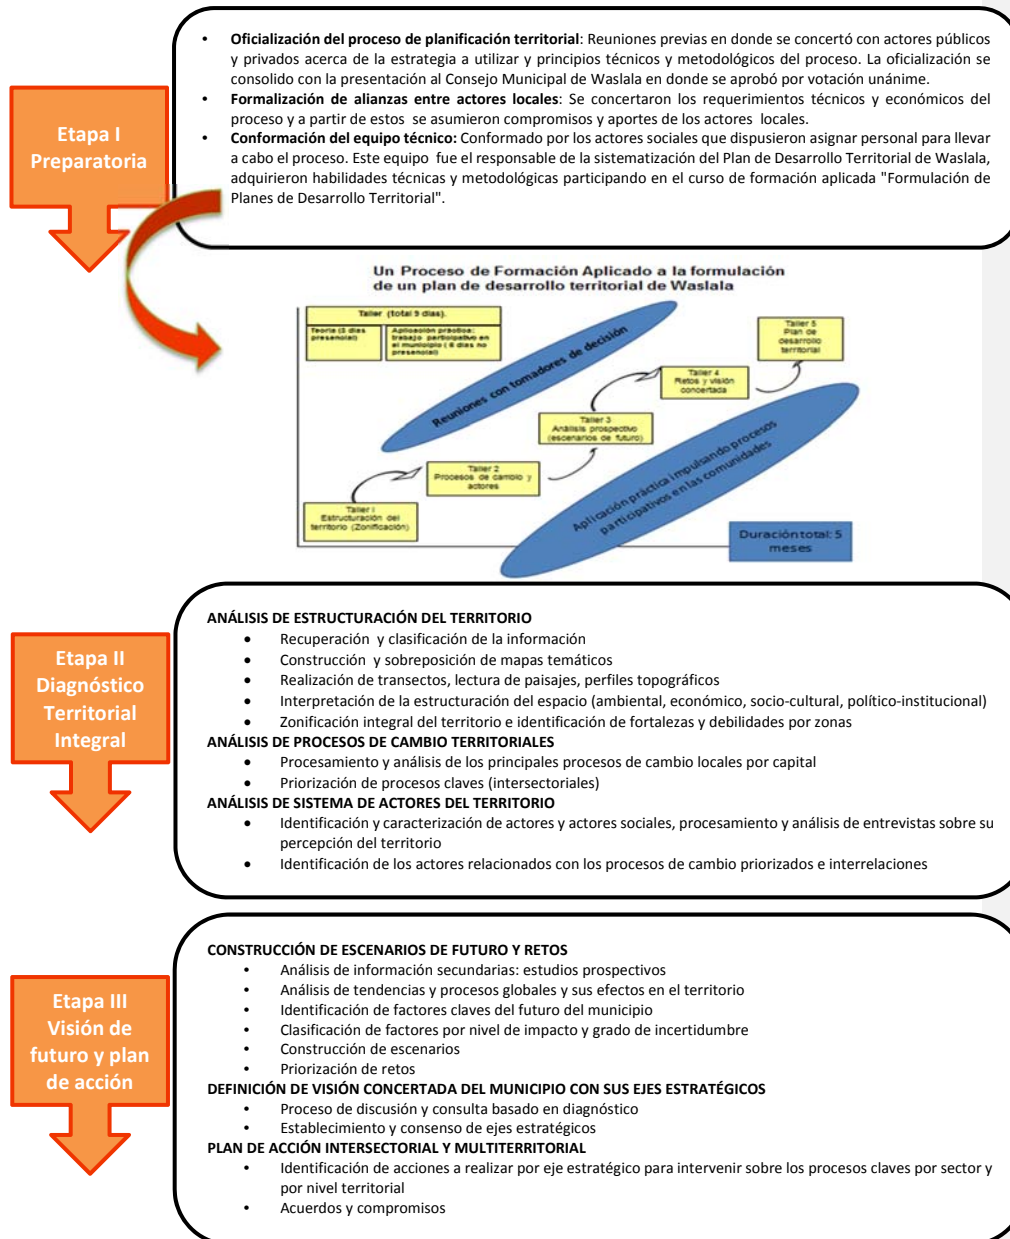 Etapa I
Preparatoria
• Oficialización del proceso de planificación territorial: Reuniones previas en donde se concertó con actores públicos
y privados acerca de la estrategia a utilizar y principios técnicos y metodológicos del proceso. La oficialización se
consolido con la presentación al Consejo Municipal de Waslala en donde se aprobó por votación unánime.
• Formalización de alianzas entre actores locales: Se concertaron los requerimientos técnicos y económicos del
proceso y a partir de estos se asumieron compromisos y aportes de los actores locales.
• Conformación del equipo técnico: Conformado por los actores sociales que dispusieron asignar personal para llevar
a cabo el proceso. Este equipo fue el responsable de la sistematización del Plan de Desarrollo Territorial de Waslala,
adquirieron habilidades técnicas y metodológicas participando en el curso de formación aplicada "Formulación de
Planes de Desarrollo Territorial".
Un Proceso de Formación Aplicado a la formulación
de un plan de desarrollo territorial de Waslala
Taller (total 9 días).
Teoría (3 días
presencial)
Aplicación práctica:
trabajo participativo en
el municipio ( 6 días no
presencial)
Reuniones con tomadores de decisión
Taller 5
Plan de
desarrollo
territorial
Taller 4
Retos y visión
concertada
Taller 3
Análisis prospectivo
(escenarios de futuro)
Taller 2
Procesos de cambio y
actores
Taller I
Estructuración del
territorio (Zonificación)
Aplicación práctica impulsando procesos
participativos en las comunidades
Duración total: 5
meses
Etapa II
Diagnóstico
Territorial
Integral
ANÁLISIS DE ESTRUCTURACIÓN DEL TERRITORIO
• Recuperación y clasificación de la información
• Construcción y sobreposición de mapas temáticos
• Realización de transectos, lectura de paisajes, perfiles topográficos
• Interpretación de la estructuración del espacio (ambiental, económico, socio-cultural, político-institucional)
• Zonificación integral del territorio e identificación de fortalezas y debilidades por zonas
ANÁLISIS DE PROCESOS DE CAMBIO TERRITORIALES
• Procesamiento y análisis de los principales procesos de cambio locales por capital
• Priorización de procesos claves (intersectoriales)
ANÁLISIS DE SISTEMA DE ACTORES DEL TERRITORIO
• Identificación y caracterización de actores y actores sociales, procesamiento y análisis de entrevistas sobre su
percepción del territorio
• Identificación de los actores relacionados con los procesos de cambio priorizados e interrelaciones
Etapa III
Visión de
futuro y plan
de acción
CONSTRUCCIÓN DE ESCENARIOS DE FUTURO Y RETOS
• Análisis de información secundarias: estudios prospectivos
• Análisis de tendencias y procesos globales y sus efectos en el territorio
• Identificación de factores claves del futuro del municipio
• Clasificación de factores por nivel de impacto y grado de incertidumbre
• Construcción de escenarios
• Priorización de retos
DEFINICIÓN DE VISIÓN CONCERTADA DEL MUNICIPIO CON SUS EJES ESTRATÉGICOS
• Proceso de discusión y consulta basado en diagnóstico
• Establecimiento y consenso de ejes estratégicos
PLAN DE ACCIÓN INTERSECTORIAL Y MULTITERRITORIAL
• Identificación de acciones a realizar por eje estratégico para intervenir sobre los procesos claves por sector y
por nivel territorial
• Acuerdos y compromisos